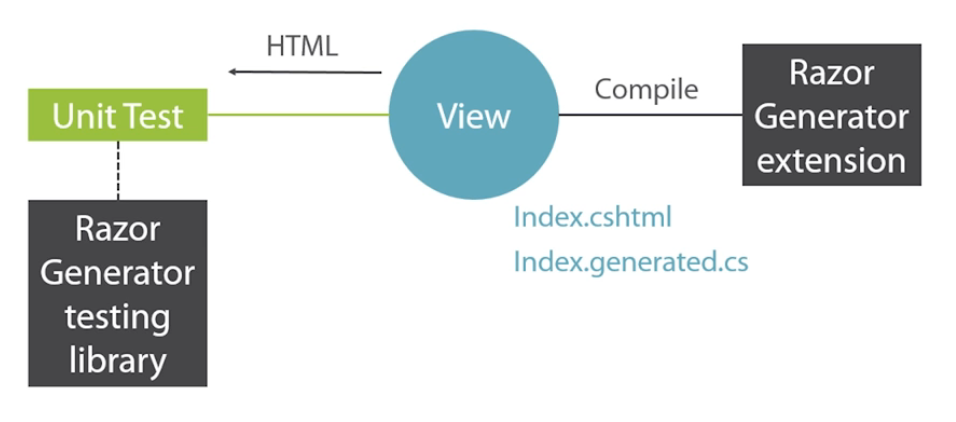 HTML
Unit Test
View
Compile
Razor
Generator
extension
Index.cshtml
Index.generated.cs
Razor
Generator
testing
library